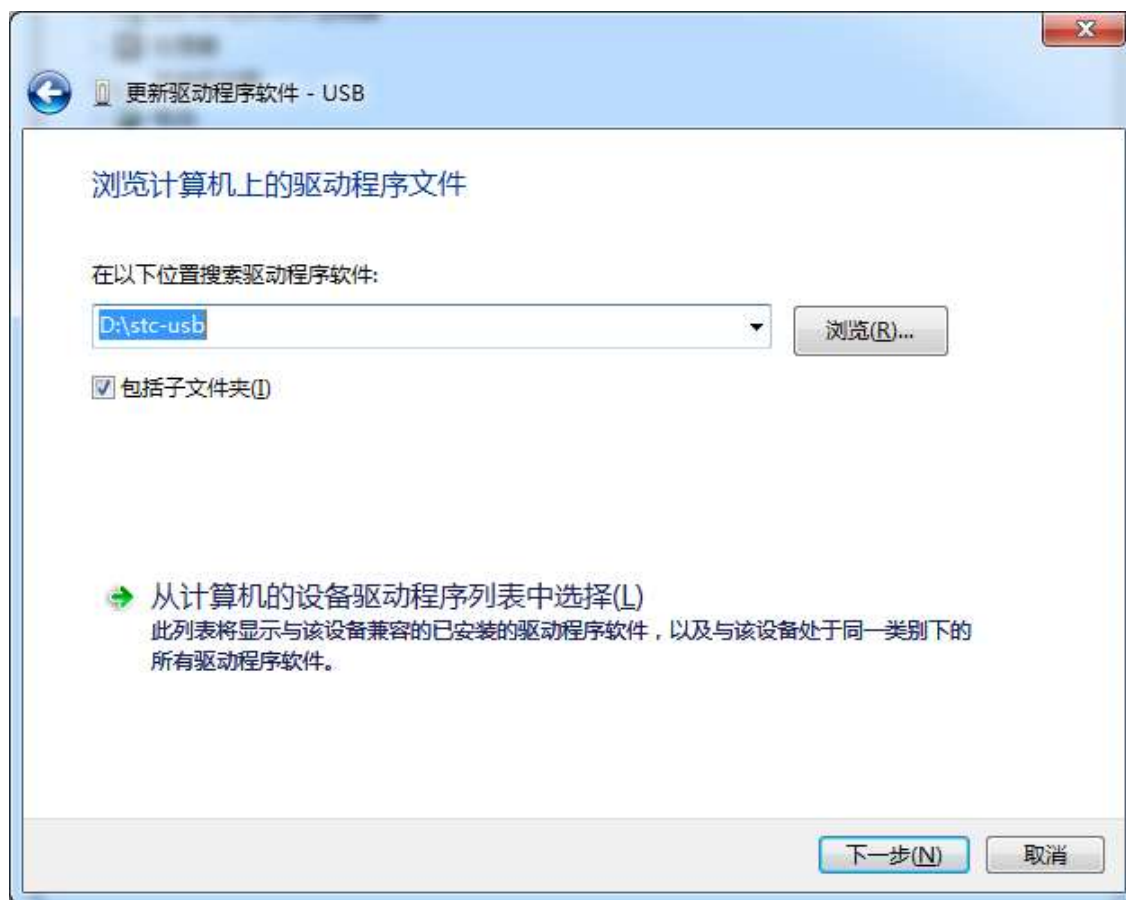 更新驱动程序软件 - USB
浏览计算机上的驱动程序文件
在以下位置搜索驱动程序软件:
D:\stc-usb
浏览(R)...
包括子文件夹(I)
从计算机的设备驱动程序列表中选择(L)
此列表将显示与该设备兼容的已安装的驱动程序软件，以及与该设备处于同一类别下的
所有驱动程序软件。
下一步(N)
取消